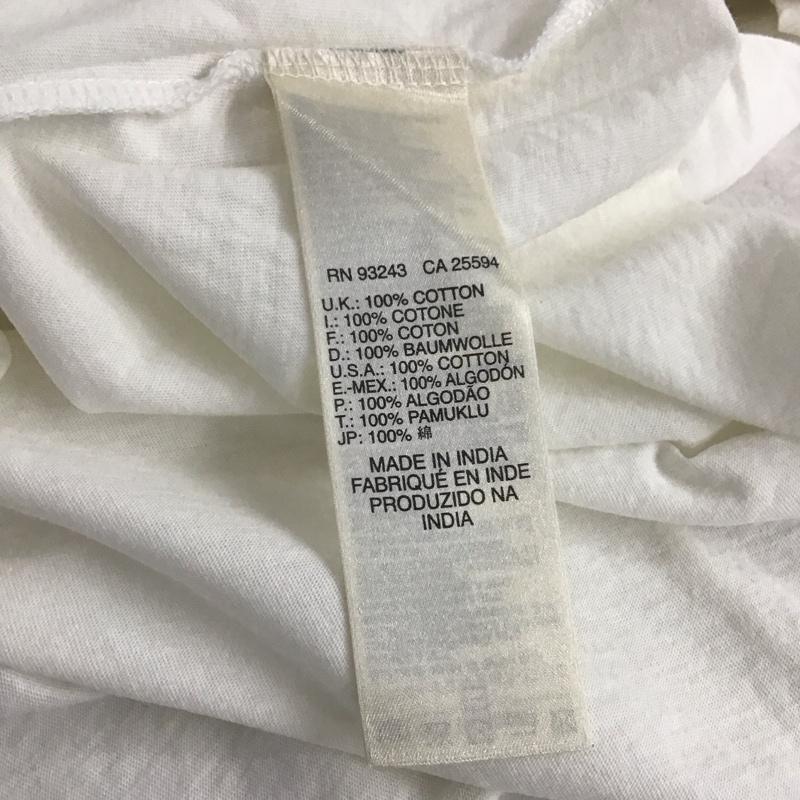 RN 93243 CA 25594
U.K.: 100% COTTON
I.: 100% COTONE
F.: 100% COTON
D.: 100% BAUMWOLLE
U.S.A.: 100% COTTON
E.-MEX.: 100% ALGODÓN
P.: 100% ALGODÃO
T.: 100% PAMUKLU
JP: 100% 綿
MADE IN INDIA
FABRIQUÉ EN INDE
PRODUZIDO NA
INDIA